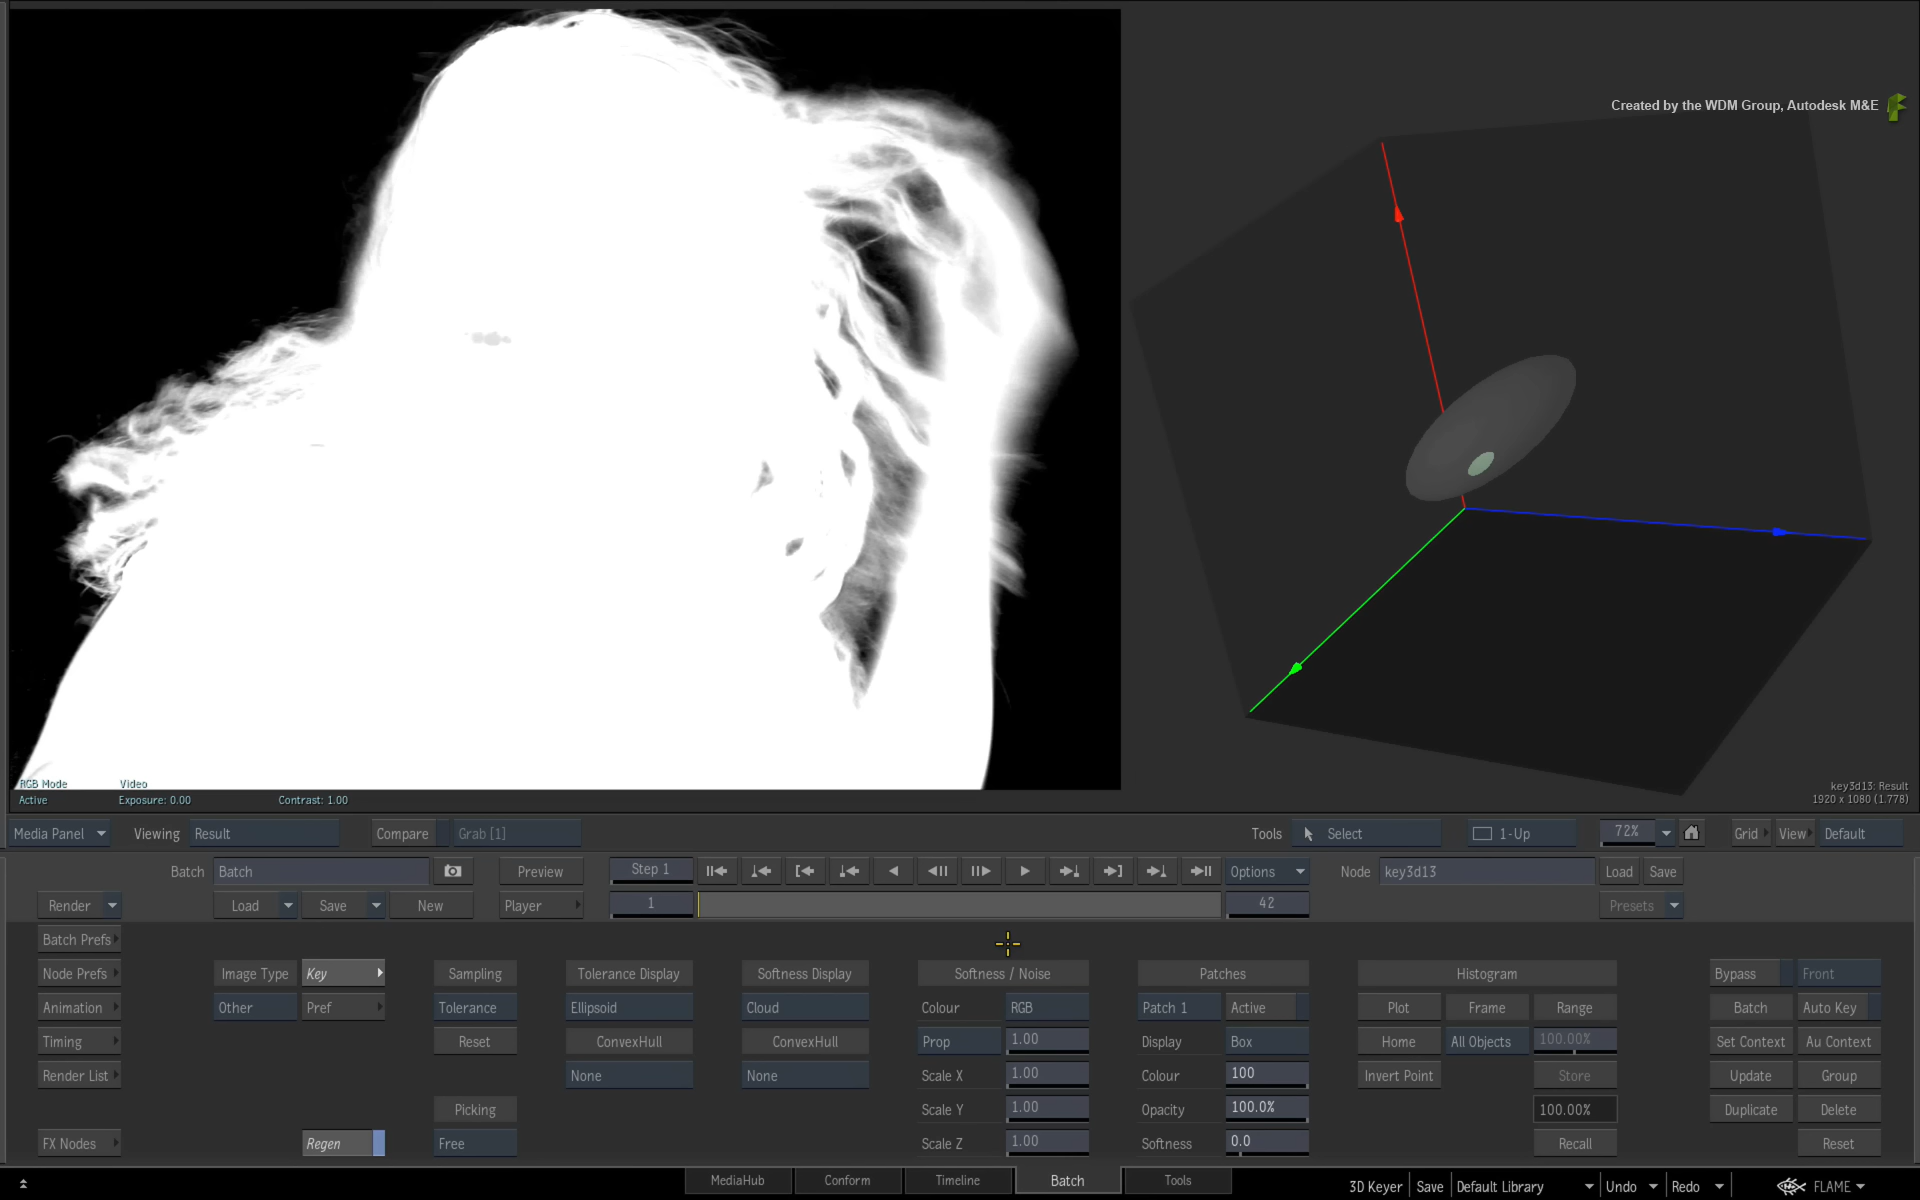 Created by the WDM Group, Autodesk M&E
RGB Mode Video
Active Exposure: 0.00 Contrast: 1.00
key3d13: Result
1920 x 1080 (1.778)
Media Panel Viewing Result Compare Grab [1] Tools Select 1-Up 72% Grid View Default
Batch Batch Preview Step 1 Options Node key3d13 Load Save
Render Load Save New Player 1 42 Presets
Batch Prefs
Node Prefs Image Type Key Sampling Tolerance Display Softness Display Softness / Noise Patches Histogram Bypass Front
Animation Other Pref Tolerance Ellipsoid Cloud Colour RGB Patch 1 Active Plot Frame Range Batch Auto Key
Timing Reset ConvexHull ConvexHull Prop 1.00 Display Box Home All Objects 100.00% Set Context Au Context
Render List None None Scale X 1.00 Colour 100 Invert Point Store Update Group
Picking Scale Y 1.00 Opacity 100.0% 100.00% Duplicate Delete
FX Nodes Regen Free Scale Z 1.00 Softness 0.0 Recall Reset
MediaHub Conform Timeline Batch Tools 3D Keyer Save Default Library Undo Redo FLAME